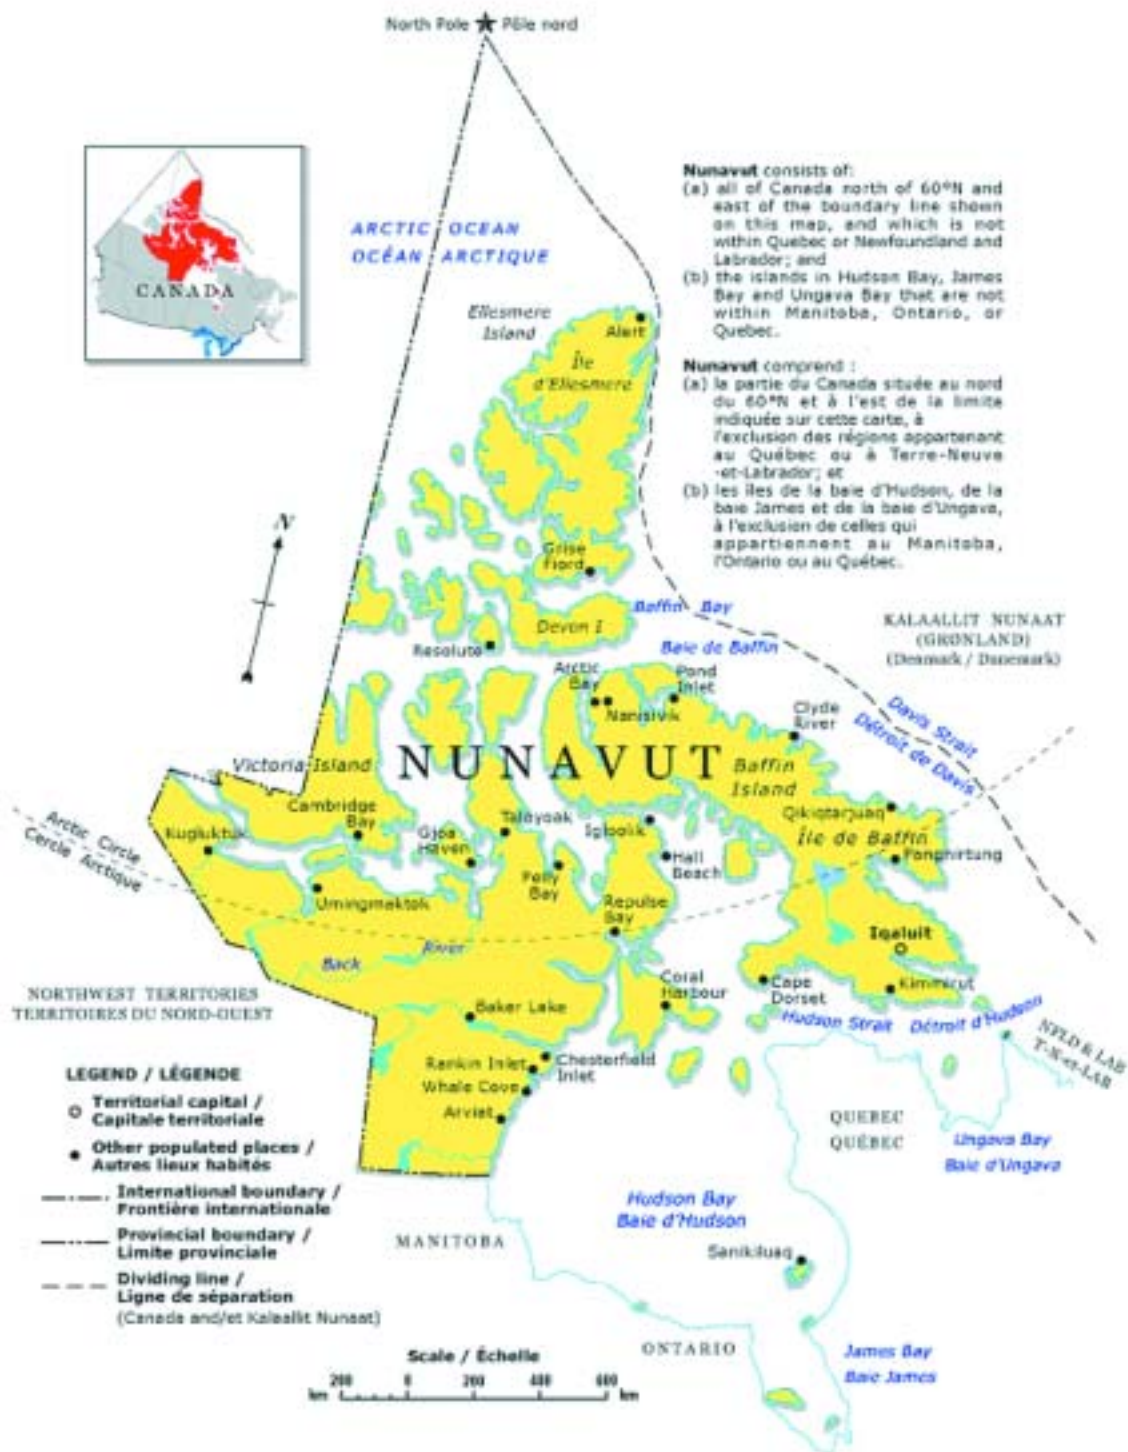 North Pole ★ Pôle nord
CANADA
ARCTIC OCEAN
OCÉAN ARCTIQUE
Nunavut consists of:
(a) all of Canada north of 60°N and
east of the boundary line shown
on this map, and which is not
within Quebec or Newfoundland and
Labrador; and
(b) the islands in Hudson Bay, James
Bay and Ungava Bay that are not
within Manitoba, Ontario, or
Quebec.
Nunavut comprend :
(a) la partie du Canada située au nord
du 60°N et à l'est de la limite
indiquée sur cette carte, à
l'exclusion des régions appartenant
au Québec ou à Terre-Neuve
-et-Labrador; et
(b) les îles de la baie d'Hudson, de la
baie James et de la baie d'Ungava,
à l'exclusion de celles qui
appartiennent au Manitoba,
l'Ontario ou au Québec.
Ellesmere
Island
Alert
Île
d'Ellesmere
N
Grise
Fiord
Devon I
Baffin Bay
Baie de Baffin
KALAALLIT NUNAAT
(GRØNLAND)
(Denmark / Danemark)
Resolute
Arctic
Bay
Nanisivik
Pond
Inlet
Clyde
River
Davis Strait
Détroit de Davis
NUNAVUT
Victoria Island
Baffin
Island
Île de Baffin
Cambridge
Bay
Kugluktuk
Gjoa
Haven
Taloyoak
Igloolik
Qikiqtarjuaq
Hall
Beach
Pangnirtung
Arctic Circle
Cercle Arctique
Umingmaktok
Pelly
Bay
Repulse
Bay
Back River
Iqaluit
Kimmirut
Cape
Dorset
Coral
Harbour
Hudson Strait Détroit d'Hudson
NORTHWEST TERRITORIES
TERRITOIRES DU NORD-OUEST
Baker Lake
Rankin Inlet
Chesterfield
Inlet
Whale Cove
Arviat
NFLD & LAB
T-N-et-LAB
QUEBEC
QUÉBEC
Ungava Bay
Baie d'Ungava
LEGEND / LÉGENDE
Territorial capital /
Capitale territoriale
Other populated places /
Autres lieux habités
International boundary /
Frontière internationale
Provincial boundary /
Limite provinciale
Dividing line /
Ligne de séparation
(Canada and/et Kalaallit Nunaat)
Hudson Bay
Baie d'Hudson
MANITOBA
Sanikiluaq
ONTARIO
James Bay
Baie James
Scale / Échelle
200 0 200 400 600
km km